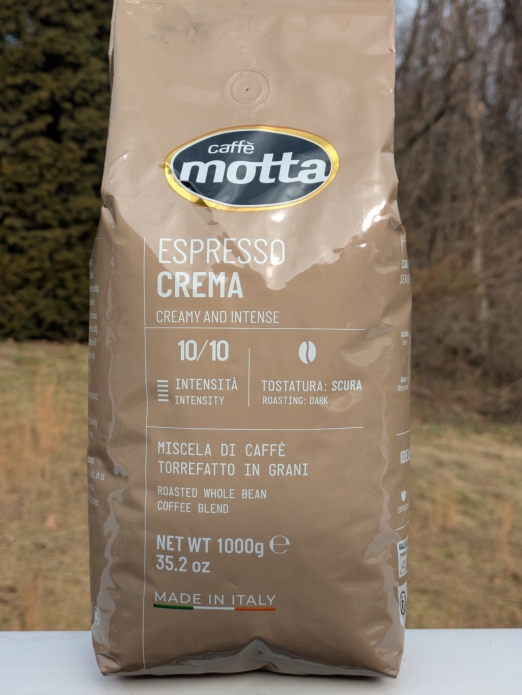 caffè
motta
ESPRESSO
CREMA
CREAMY AND INTENSE
10/10
INTENSITÀ
INTENSITY
TOSTATURA: SCURA
ROASTING: DARK
MISCELA DI CAFFÈ
TORREFATTO IN GRANI
ROASTED WHOLE BEAN
COFFEE BLEND
NET WT 1000g ℮
35.2 oz
MADE IN ITALY